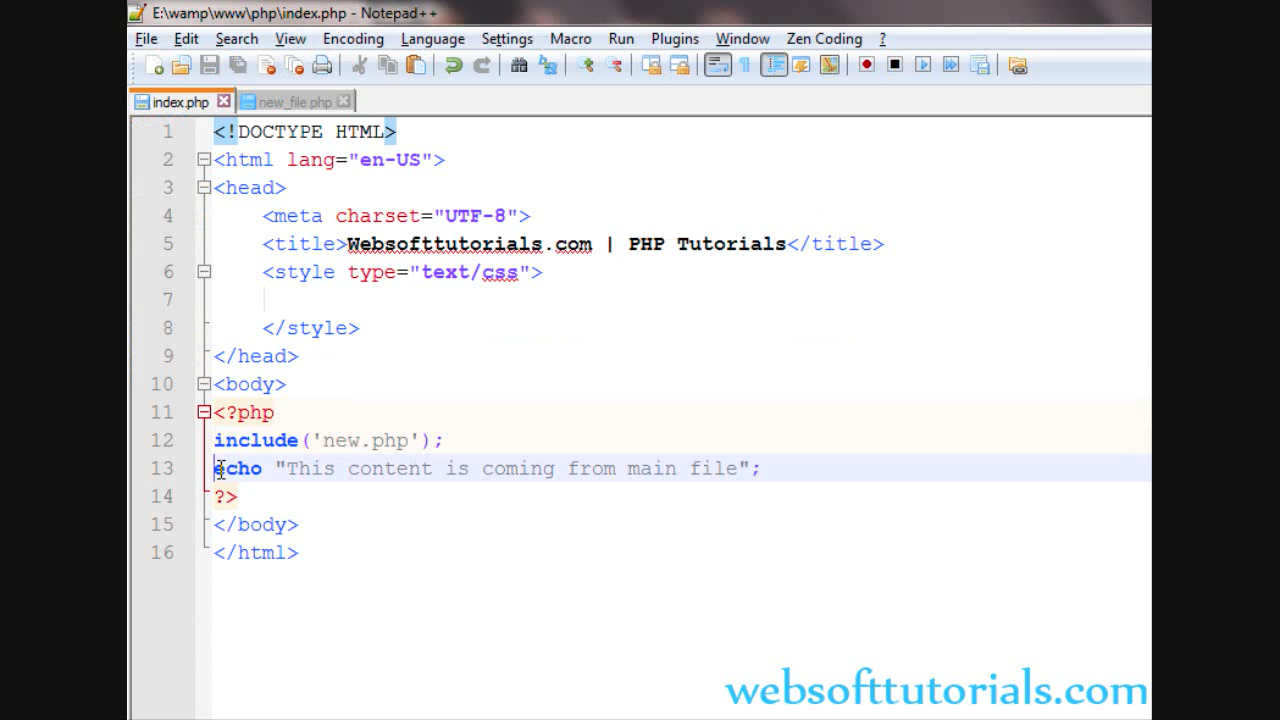 E:\wamp\www\php\index.php - Notepad++
File Edit Search View Encoding Language Settings Macro Run Plugins Window Zen Coding ?
index.php new_file.php
1 <!DOCTYPE HTML>
2 <html lang="en-US">
3 <head>
4 <meta charset="UTF-8">
5 <title>Websofttutorials.com | PHP Tutorials</title>
6 <style type="text/css">
7
8 </style>
9 </head>
10 <body>
11 <?php
12 include('new.php');
13 echo "This content is coming from main file";
14 ?>
15 </body>
16 </html>
websofttutorials.com